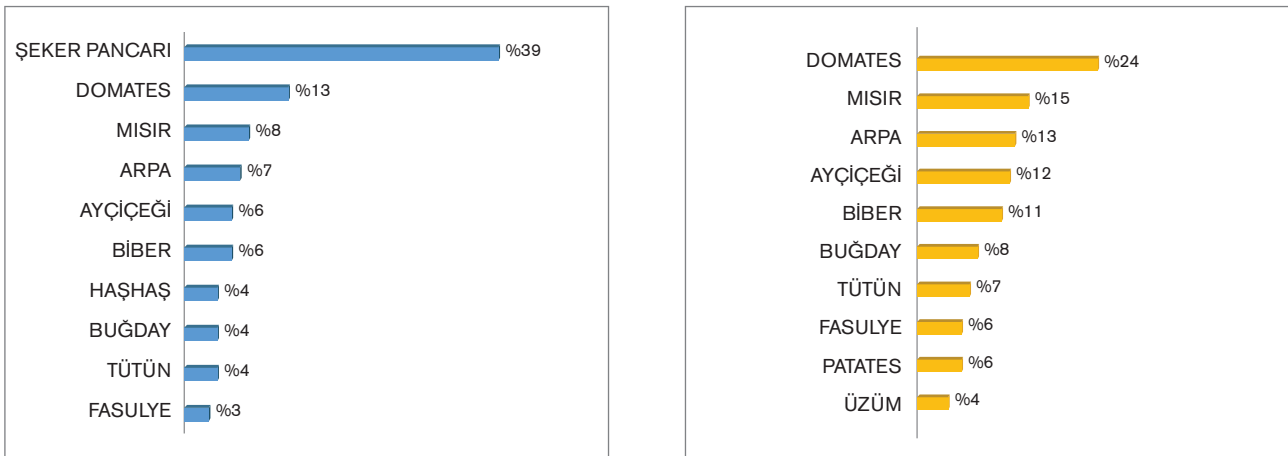 ŞEKER PANCARI %39
DOMATES %13
MISIR %8
ARPA %7
AYÇİÇEĞİ %6
BİBER %6
HAŞHAŞ %4
BUĞDAY %4
TÜTÜN %4
FASULYE %3
DOMATES %24
MISIR %15
ARPA %13
AYÇİÇEĞİ %12
BİBER %11
BUĞDAY %8
TÜTÜN %7
FASULYE %6
PATATES %6
ÜZÜM %4